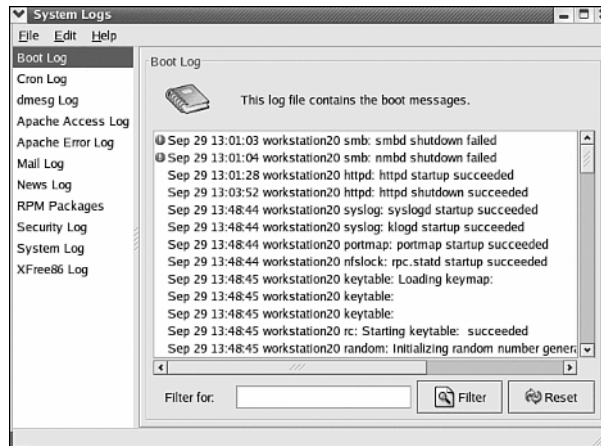 System Logs
File Edit Help
Boot Log
Cron Log
dmesg Log
Apache Access Log
Apache Error Log
Mail Log
News Log
RPM Packages
Security Log
System Log
XFree86 Log
Boot Log
This log file contains the boot messages.
Sep 29 13:01:03 workstation20 smb: smbd shutdown failed
Sep 29 13:01:04 workstation20 smb: nmbd shutdown failed
Sep 29 13:01:28 workstation20 httpd: httpd startup succeeded
Sep 29 13:03:52 workstation20 httpd: httpd shutdown succeeded
Sep 29 13:48:44 workstation20 syslog: syslogd startup succeeded
Sep 29 13:48:44 workstation20 syslog: klogd startup succeeded
Sep 29 13:48:44 workstation20 portmap: portmap startup succeeded
Sep 29 13:48:44 workstation20 nfslock: rpc.statd startup succeeded
Sep 29 13:48:45 workstation20 keytable: Loading keymap:
Sep 29 13:48:45 workstation20 keytable:
Sep 29 13:48:45 workstation20 keytable:
Sep 29 13:48:45 workstation20 rc: Starting keytable: succeeded
Sep 29 13:48:45 workstation20 random: Initializing random number genera
Filter for: Filter Reset